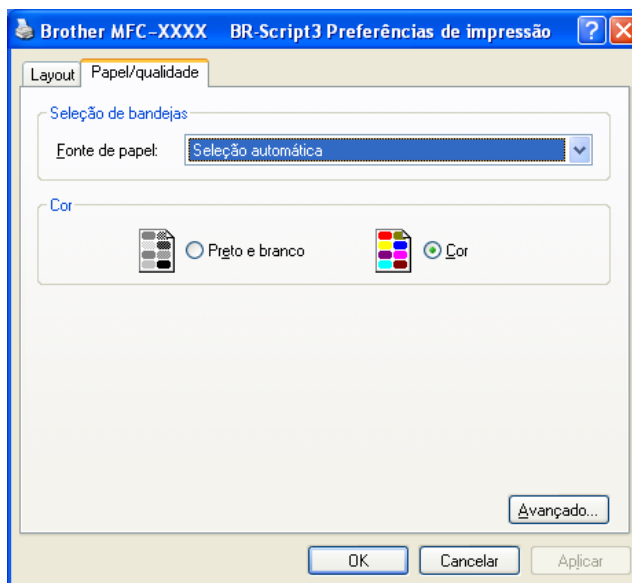 Brother MFC-XXXX BR-Script3 Preferências de impressão
Layout Papel/qualidade
Seleção de bandejas
Fonte de papel: Seleção automática
Cor
Preto e branco Cor
Avançado...
OK Cancelar Aplicar